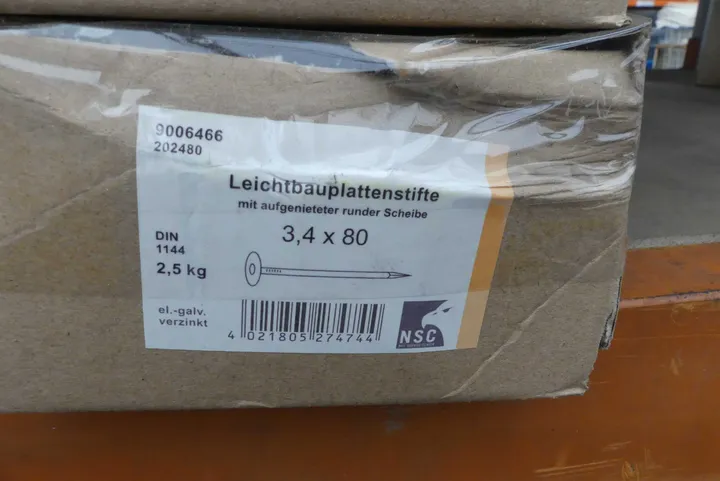 9006466
202480
Leichtbauplattenstifte
mit aufgenieteter runder Scheibe
3,4 x 80
DIN
1144
2,5 kg
el.-galv.
verzinkt
4 021805 274744
NSC